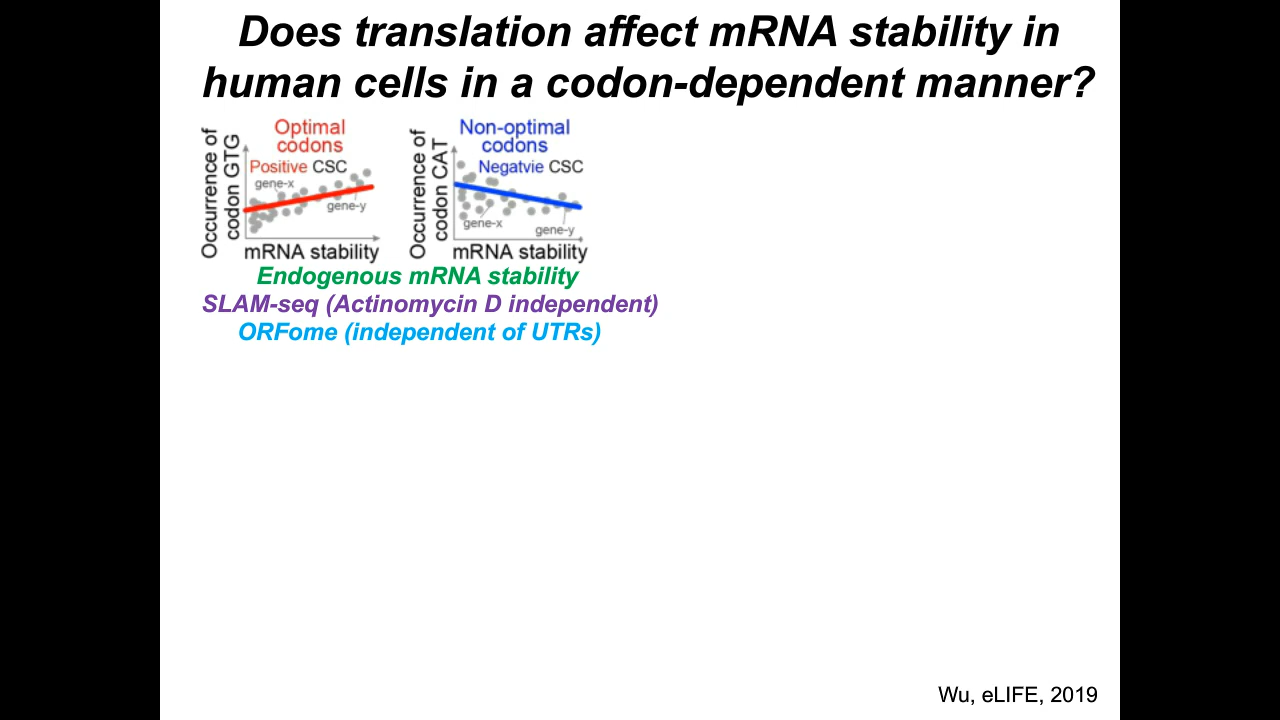 Does translation affect mRNA stability in
human cells in a codon-dependent manner?
Optimal
codons
Positive CSC
gene-x
gene-y
Occurrence of
codon GTG
mRNA stability
Non-optimal
codons
Negatvie CSC
gene-x
gene-y
Occurrence of
codon CAT
mRNA stability
Endogenous mRNA stability
SLAM-seq (Actinomycin D independent)
ORFome (independent of UTRs)
Wu, eLIFE, 2019